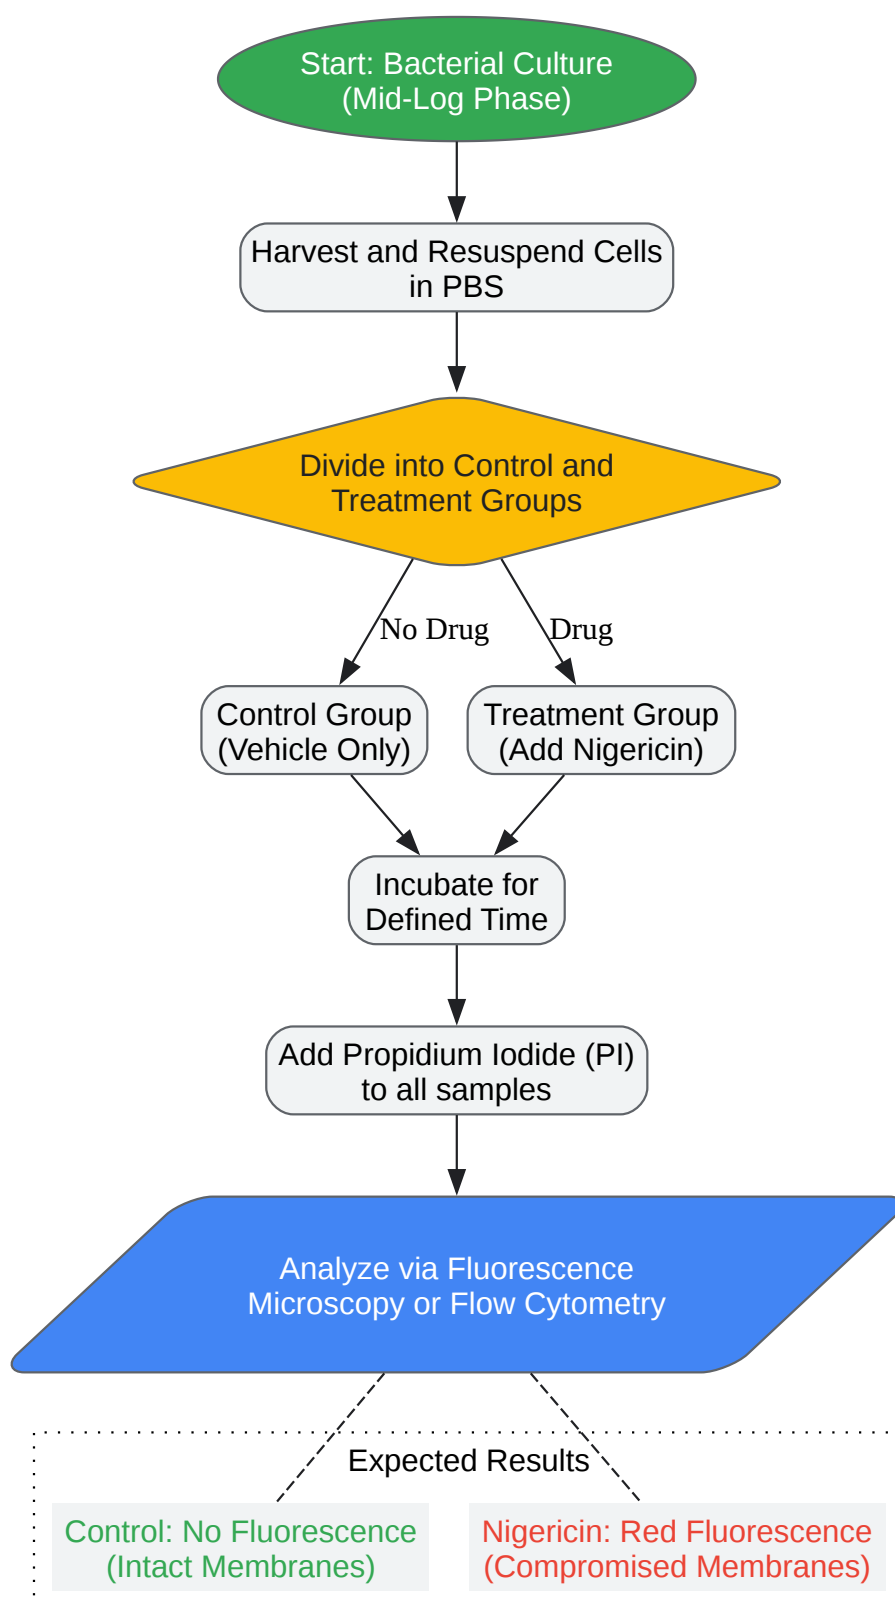 Start: Bacterial Culture
(Mid-Log Phase)
Harvest and Resuspend Cells
in PBS
Divide into Control and
Treatment Groups
No Drug
Drug
Control Group
(Vehicle Only)
Treatment Group
(Add Nigericin)
Incubate for
Defined Time
Add Propidium Iodide (PI)
to all samples
Analyze via Fluorescence
Microscopy or Flow Cytometry
Expected Results
Control: No Fluorescence
(Intact Membranes)
Nigericin: Red Fluorescence
(Compromised Membranes)